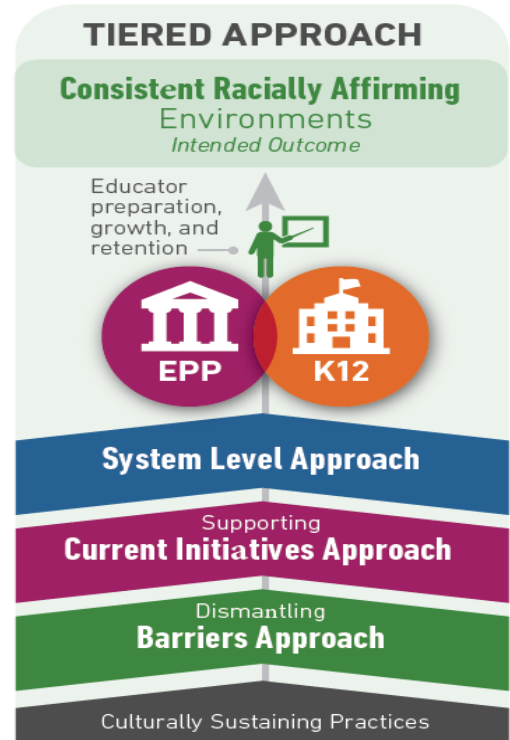 TIERED APPROACH
Consistent Racially Affirming
Environments
Intended Outcome
Educator
preparation,
growth, and
retention
EPP
K12
System Level Approach
Supporting
Current Initiatives Approach
Dismantling
Barriers Approach
Culturally Sustaining Practices